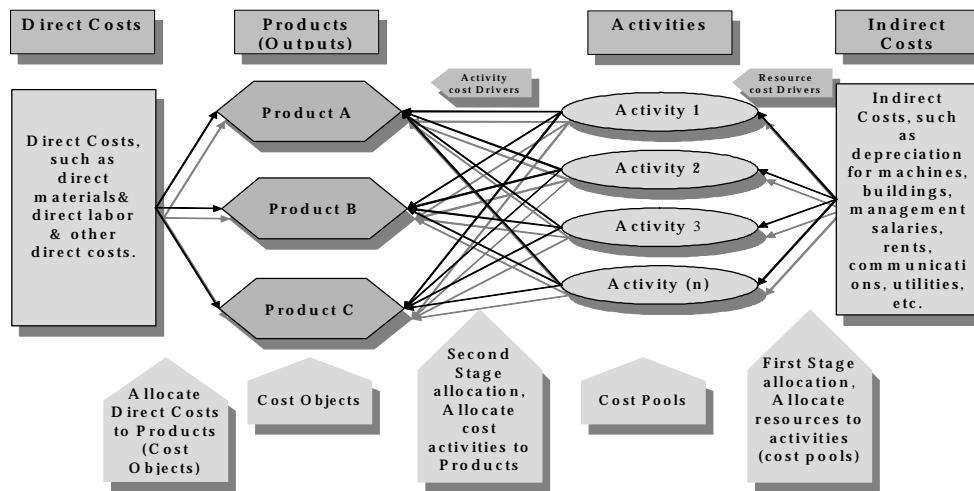 Direct Costs
Products
(Outputs)
Activities
Indirect
Costs
Activity
cost Drivers
Resource
cost Drivers
Direct Costs,
such as
direct
materials&
direct labor
& other
direct costs.
Product A
Product B
Product C
Activity 1
Activity 2
Activity 3
Activity (n)
Indirect
Costs, such
as
depreciation
for machines,
buildings,
management
salaries,
rents,
communicati
ons, utilities,
etc.
Allocate
Direct Costs
to Products
(Cost
Objects)
Cost Objects
Second
Stage
allocation,
Allocate
cost
activities to
Products
Cost Pools
First Stage
allocation,
Allocate
resources to
activities
(cost pools)